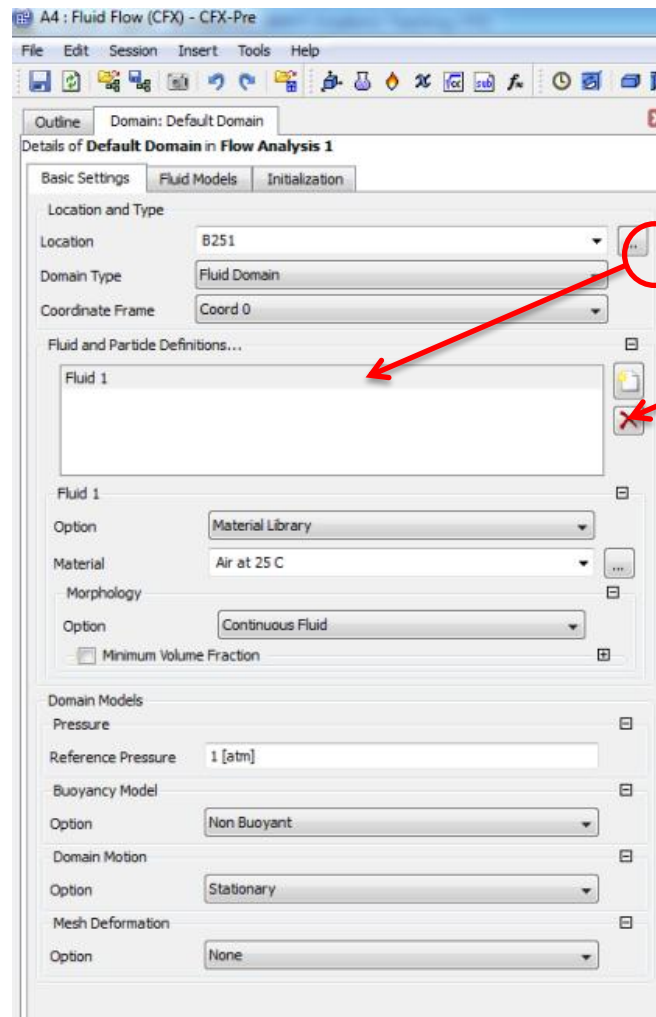 A4 : Fluid Flow (CFX) - CFX-Pre
File Edit Session Insert Tools Help
Outline Domain: Default Domain
Details of Default Domain in Flow Analysis 1
Basic Settings Fluid Models Initialization
Location and Type
Location B251 ...
Domain Type Fluid Domain
Coordinate Frame Coord 0
Fluid and Particle Definitions...
Fluid 1
Fluid 1
Option Material Library
Material Air at 25 C ...
Morphology
Option Continuous Fluid
Minimum Volume Fraction
Domain Models
Pressure
Reference Pressure 1 [atm]
Buoyancy Model
Option Non Buoyant
Domain Motion
Option Stationary
Mesh Deformation
Option None